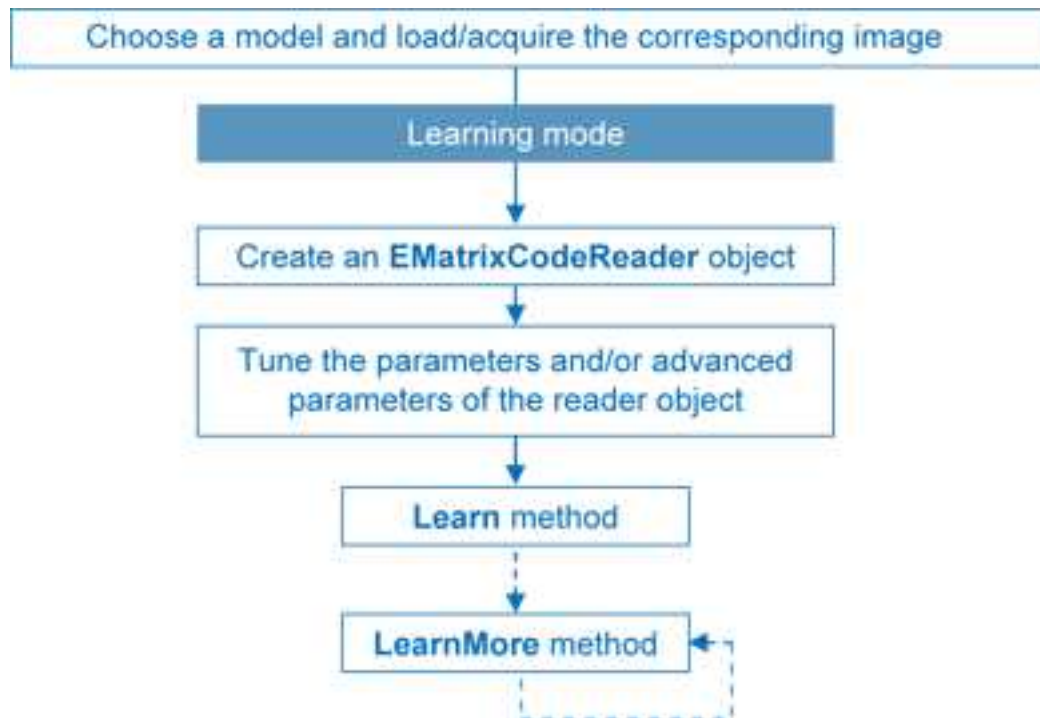 Choose a model and load/acquire the corresponding image
Learning mode
Create an EMatrixCodeReader object
Tune the parameters and/or advanced
parameters of the reader object
Learn method
LearnMore method